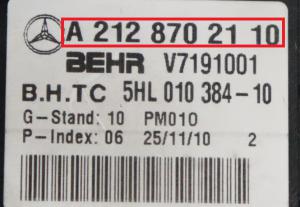 A 212 870 21 10
BEHR V7191001
B.H.TC 5HL 010 384-10
G-Stand: 10 PM010
P-Index: 06 25/11/10 2